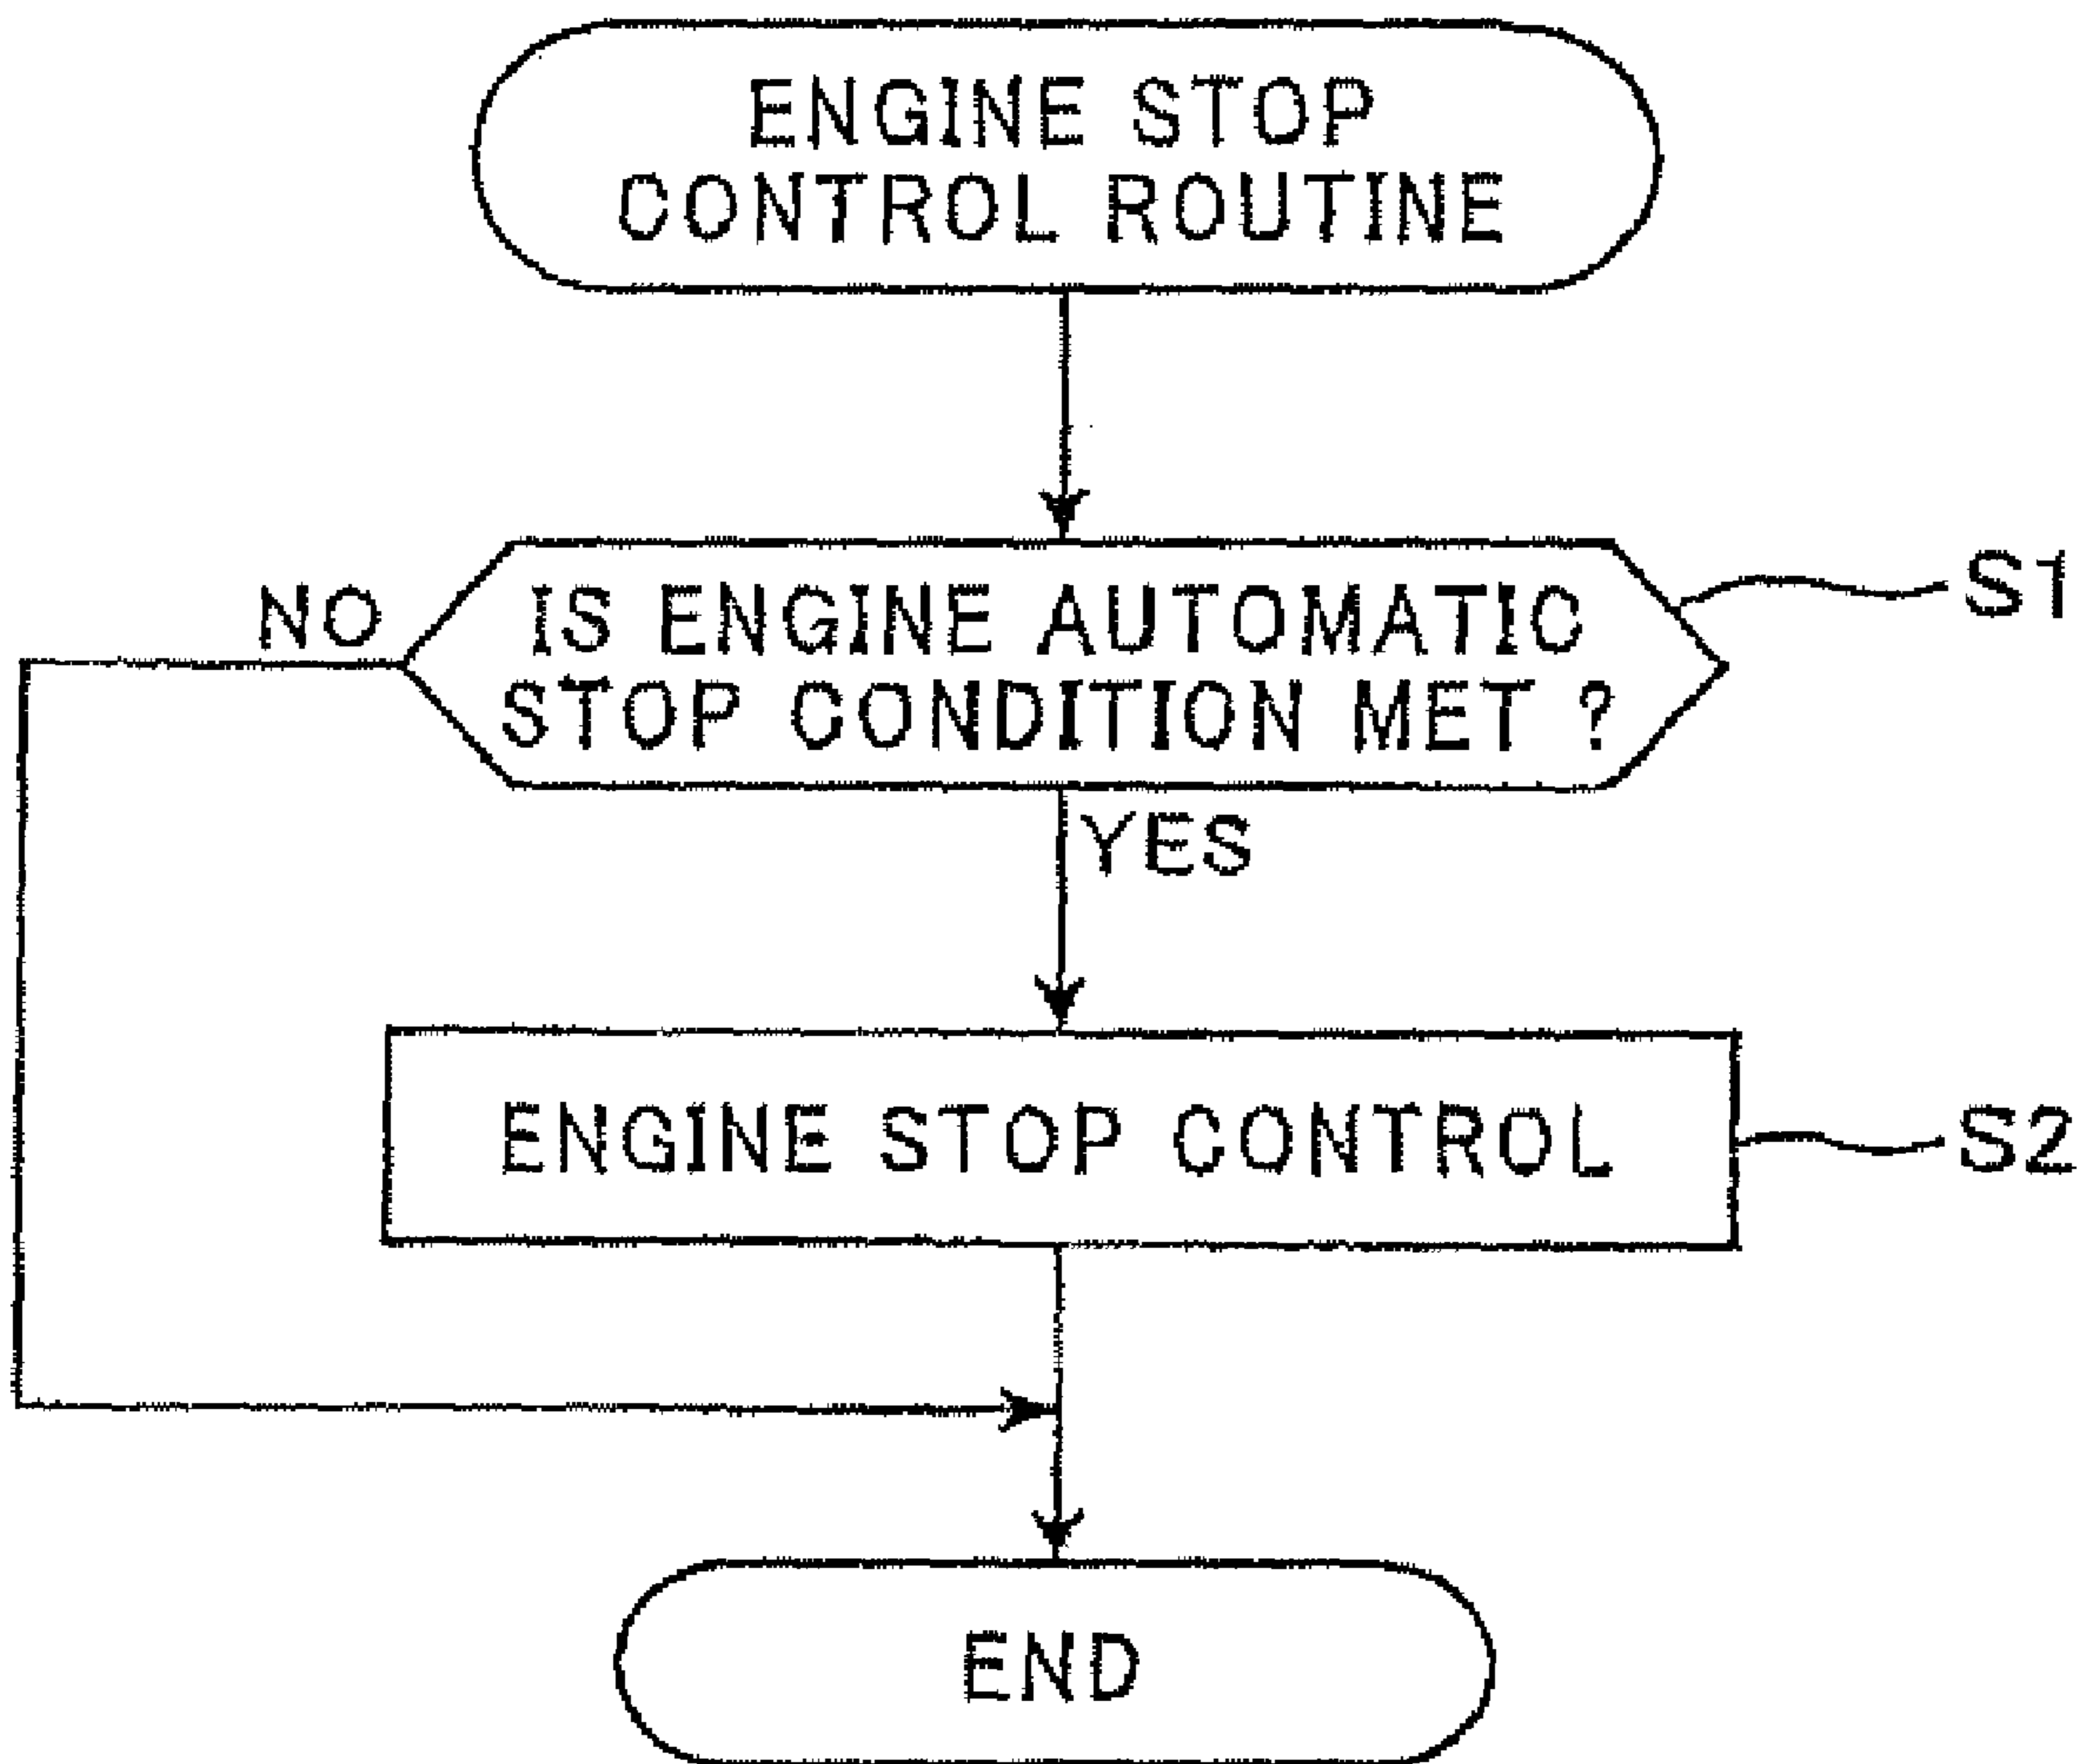 ENGINE STOP
CONTROL ROUTINE
NO
IS ENGINE AUTOMATIC
STOP CONDITION MET ?
S1
YES
ENGINE STOP CONTROL
S2
END